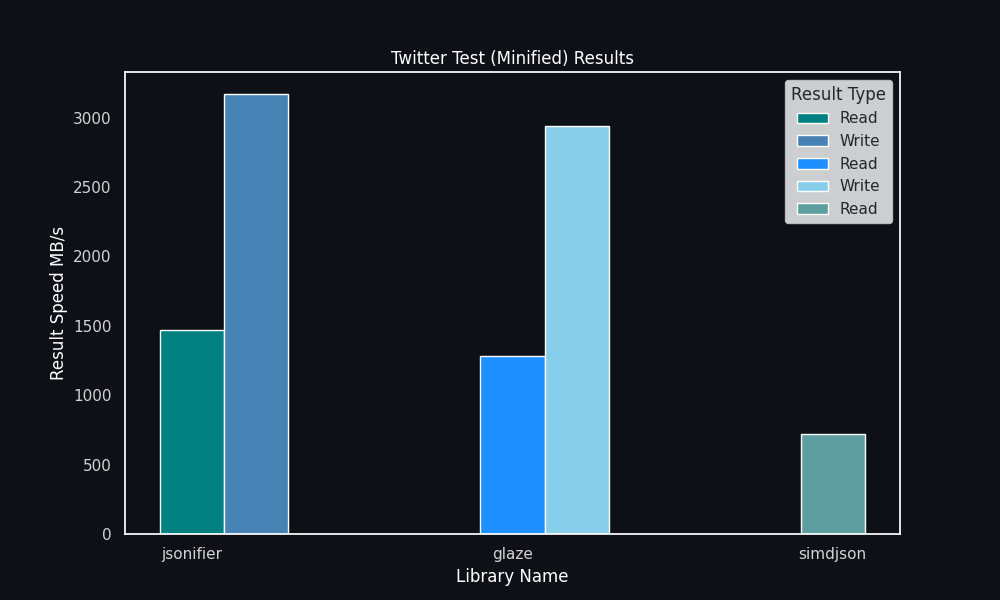 Twitter Test (Minified) Results
Result Type
Read
Write
Read
Write
Read
3000
2500
2000
1500
1000
500
0
Result Speed MB/s
jsonifier
glaze
simdjson
Library Name